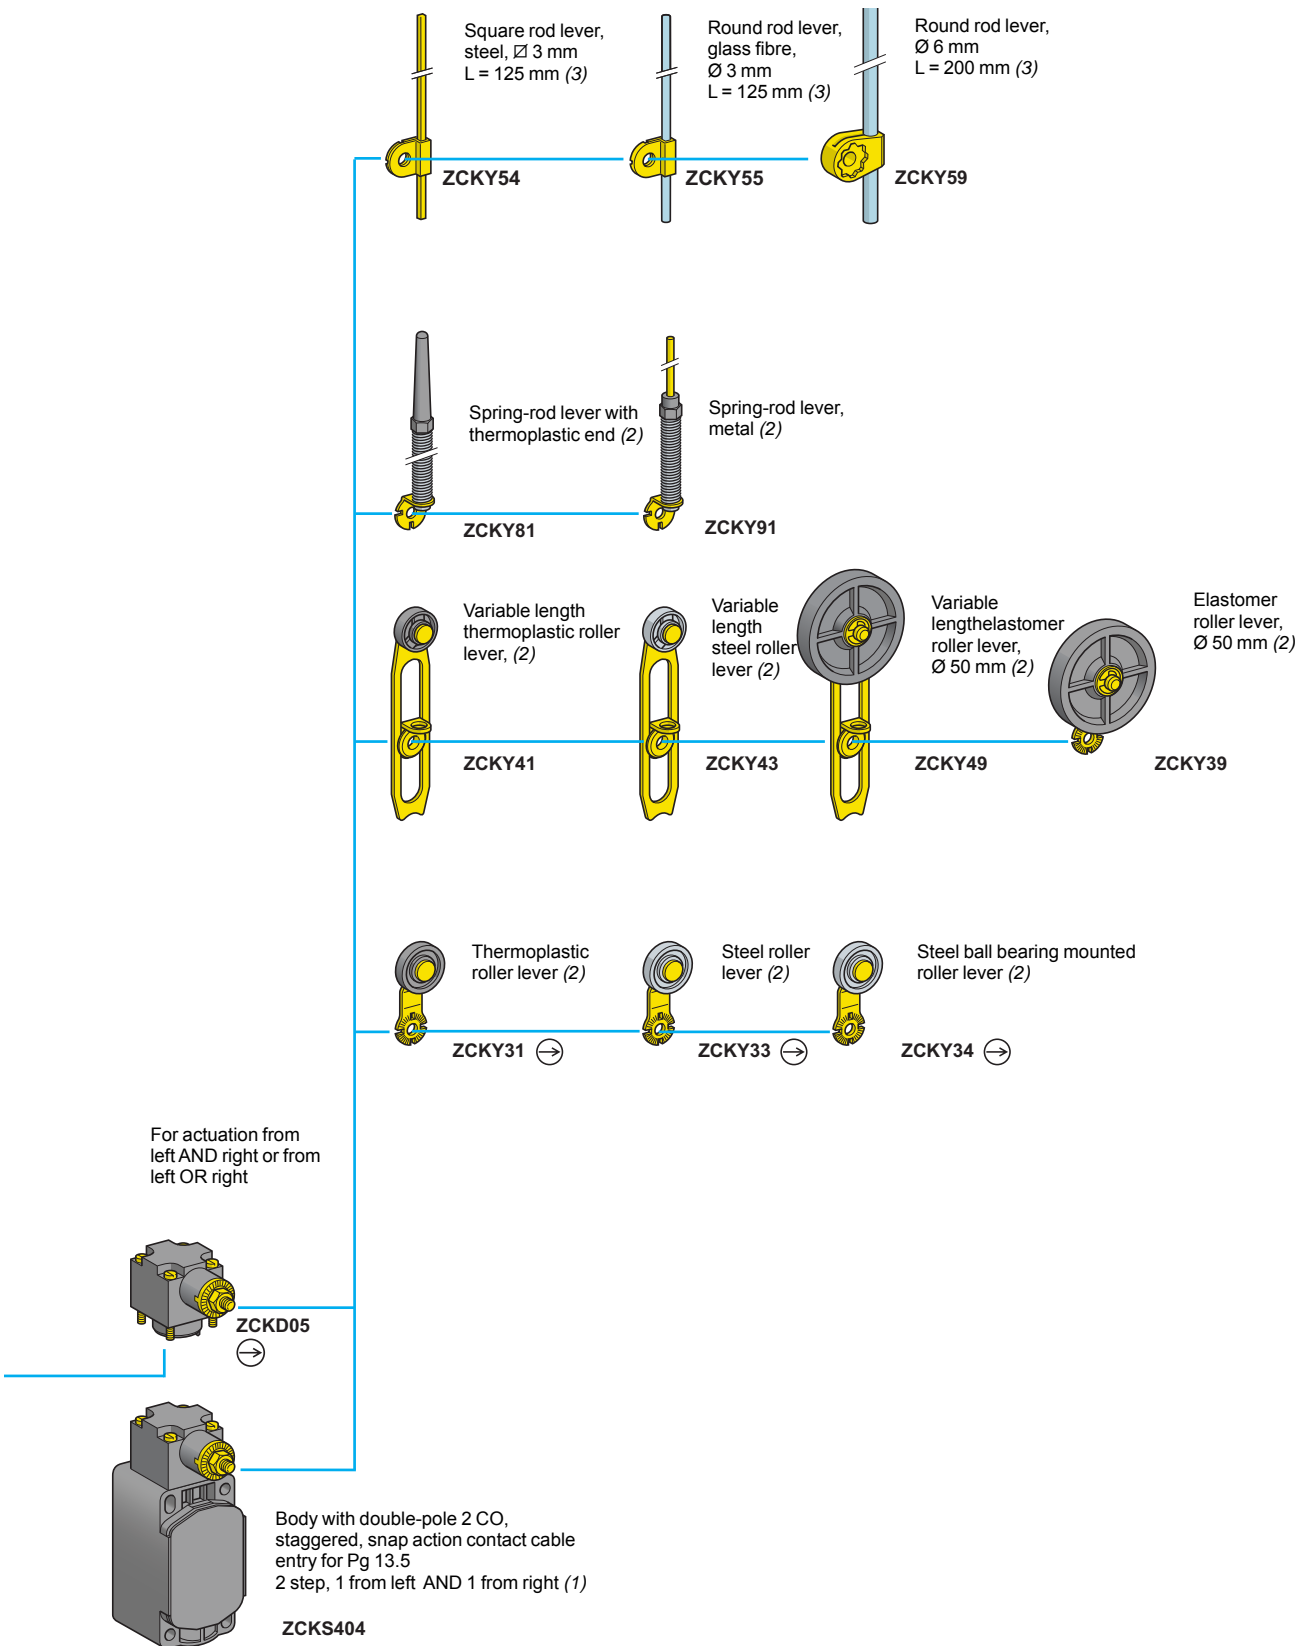 Square rod lever,
steel, ⍁ 3 mm
L = 125 mm (3)
ZCKY54
Round rod lever,
glass fibre,
Ø 3 mm
L = 125 mm (3)
ZCKY55
Round rod lever,
Ø 6 mm
L = 200 mm (3)
ZCKY59
Spring-rod lever with
thermoplastic end (2)
ZCKY81
Spring-rod lever,
metal (2)
ZCKY91
Variable length
thermoplastic roller
lever, (2)
ZCKY41
Variable
length
steel roller
lever (2)
ZCKY43
Variable
lengthelastomer
roller lever,
Ø 50 mm (2)
ZCKY49
Elastomer
roller lever,
Ø 50 mm (2)
ZCKY39
Thermoplastic
roller lever (2)
ZCKY31
Steel roller
lever (2)
ZCKY33
Steel ball bearing mounted
roller lever (2)
ZCKY34
For actuation from
left AND right or from
left OR right
ZCKD05
Body with double-pole 2 CO,
staggered, snap action contact cable
entry for Pg 13.5
2 step, 1 from left AND 1 from right (1)
ZCKS404